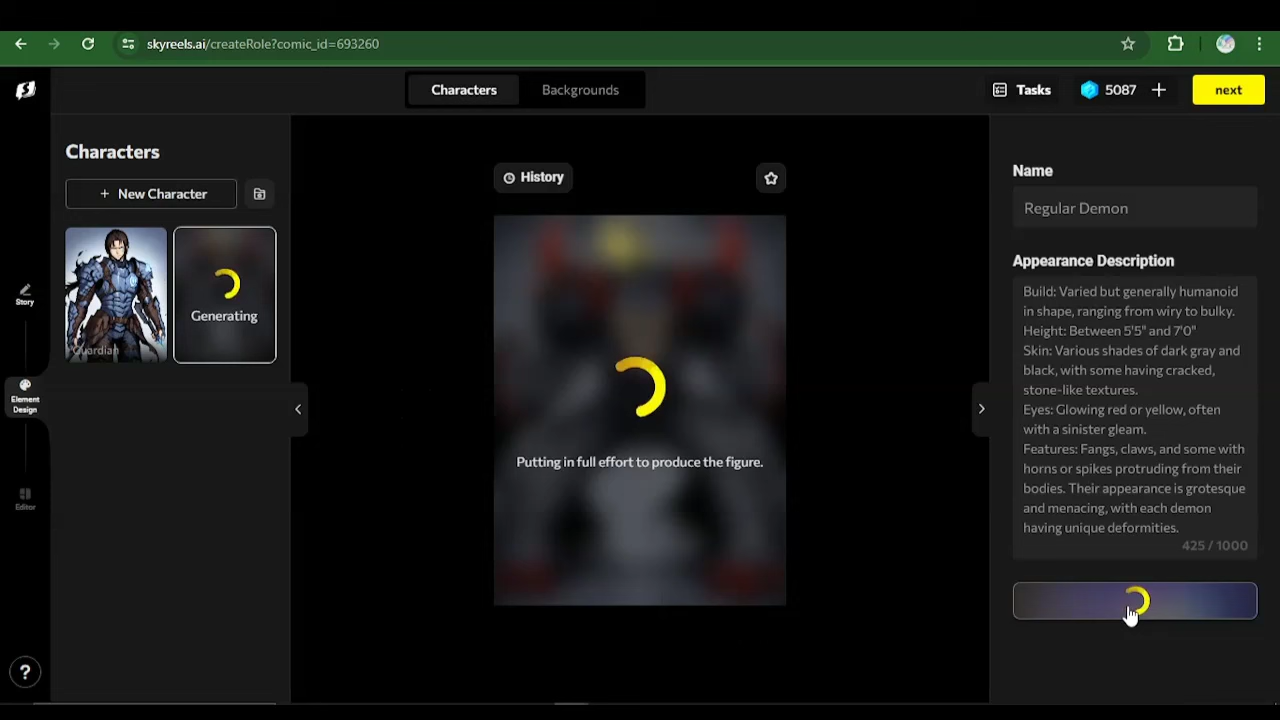 skyreels.ai/createRole?comic_id=693260
Characters
Backgrounds
Tasks
5087
next
Characters
New Character
Guardian
Generating
Story
Element
Design
Editor
History
Putting in full effort to produce the figure.
Name
Regular Demon
Appearance Description
Build: Varied but generally humanoid
in shape, ranging from wiry to bulky.
Height: Between 5'5" and 7'0"
Skin: Various shades of dark gray and
black, with some having cracked,
stone-like textures.
Eyes: Glowing red or yellow, often
with a sinister gleam.
Features: Fangs, claws, and some with
horns or spikes protruding from their
bodies. Their appearance is grotesque
and menacing, with each demon
having unique deformities.
425 / 1000
?